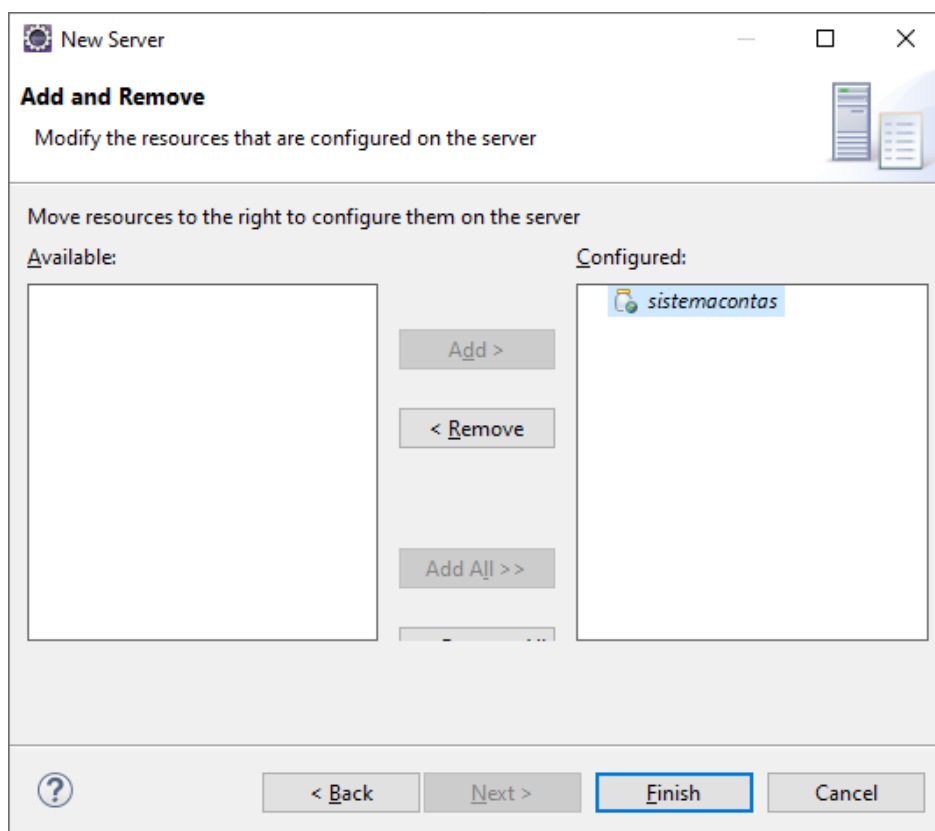 New Server
Add and Remove
Modify the resources that are configured on the server
Move resources to the right to configure them on the server
Available:
Configured:
sistemacontas
Add >
< Remove
Add All >>
?
< Back
Next >
Finish
Cancel